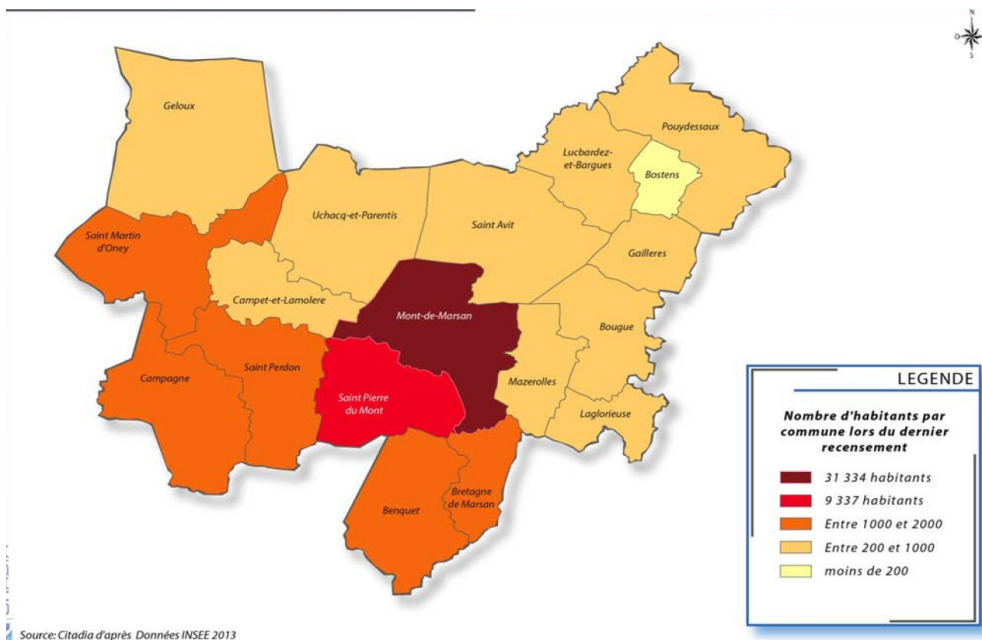 N
O
S
Geloux
Pouydessaux
Lucbardez-
et-Bargues
Bostens
Uchacq-et-Parentis
Saint Avit
Saint Martin
d'Oney
Gailleres
Campet-et-Lamolere
Mont-de-Marsan
Bougue
Campagne
Saint Perdon
Saint Pierre
du Mont
Mazerolles
Laglorieuse
Benquet
Bretagne
de Marsan
LEGENDE
Nombre d'habitants par
commune lors du dernier
recensement
31 334 habitants
9 337 habitants
Entre 1000 et 2000
Entre 200 et 1000
moins de 200
Source: Citadia d'après Données INSEE 2013